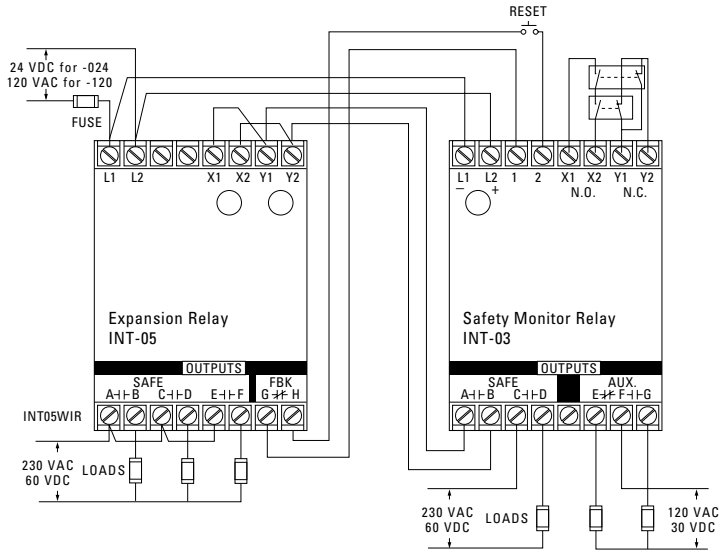 RESET
24 VDC for -024
120 VAC for -120
FUSE
L1 L2 X1 X2 Y1 Y2
L1 L2 1 2 X1 X2 Y1 Y2
− + N.O. N.C.
Expansion Relay
INT-05
Safety Monitor Relay
INT-03
OUTPUTS
SAFE FBK
A B C D E F G H
OUTPUTS
SAFE AUX.
A B C D E F G
INT05WIR
230 VAC
60 VDC
LOADS
230 VAC
60 VDC
LOADS
120 VAC
30 VDC